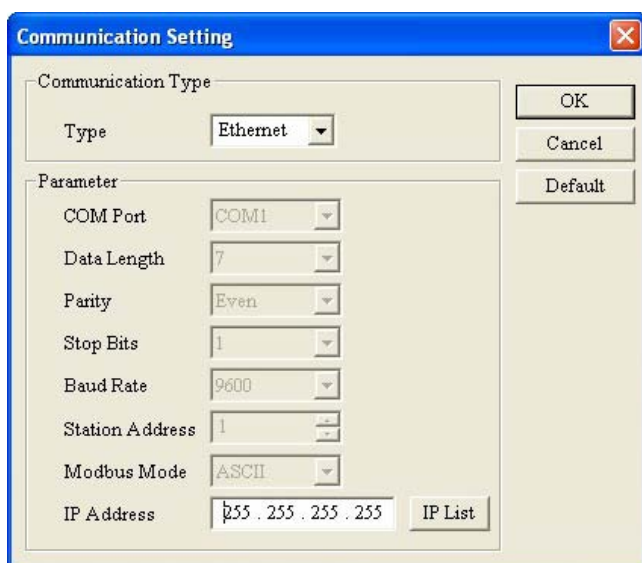 Communication Setting
Communication Type
Type Ethernet
OK
Cancel
Default
Parameter
COM Port COM1
Data Length 7
Parity Even
Stop Bits 1
Baud Rate 9600
Station Address 1
Modbus Mode ASCII
IP Address 255 . 255 . 255 . 255 IP List